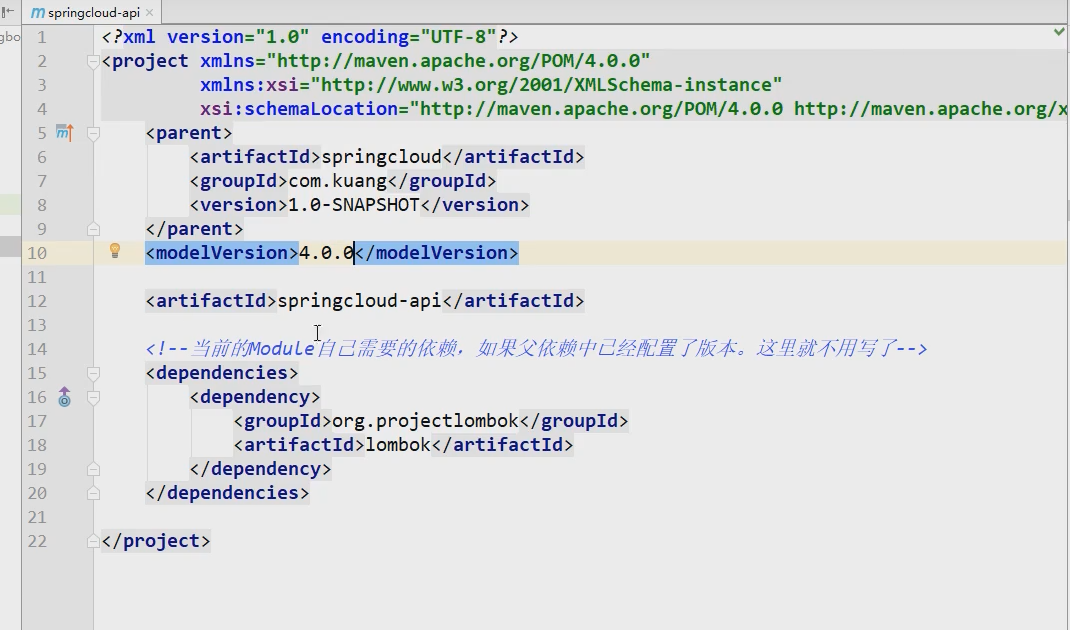 springcloud-api
gbo
1 <?xml version="1.0" encoding="UTF-8"?>
2 <project xmlns="http://maven.apache.org/POM/4.0.0"
3 xmlns:xsi="http://www.w3.org/2001/XMLSchema-instance"
4 xsi:schemaLocation="http://maven.apache.org/POM/4.0.0 http://maven.apache.org/x
5 <parent>
6 <artifactId>springcloud</artifactId>
7 <groupId>com.kuang</groupId>
8 <version>1.0-SNAPSHOT</version>
9 </parent>
10 <modelVersion>4.0.0</modelVersion>
11
12 <artifactId>springcloud-api</artifactId>
13
14 <!--当前的Module自己需要的依赖，如果父依赖中已经配置了版本。这里就不用写了-->
15 <dependencies>
16 <dependency>
17 <groupId>org.projectlombok</groupId>
18 <artifactId>lombok</artifactId>
19 </dependency>
20 </dependencies>
21
22 </project>